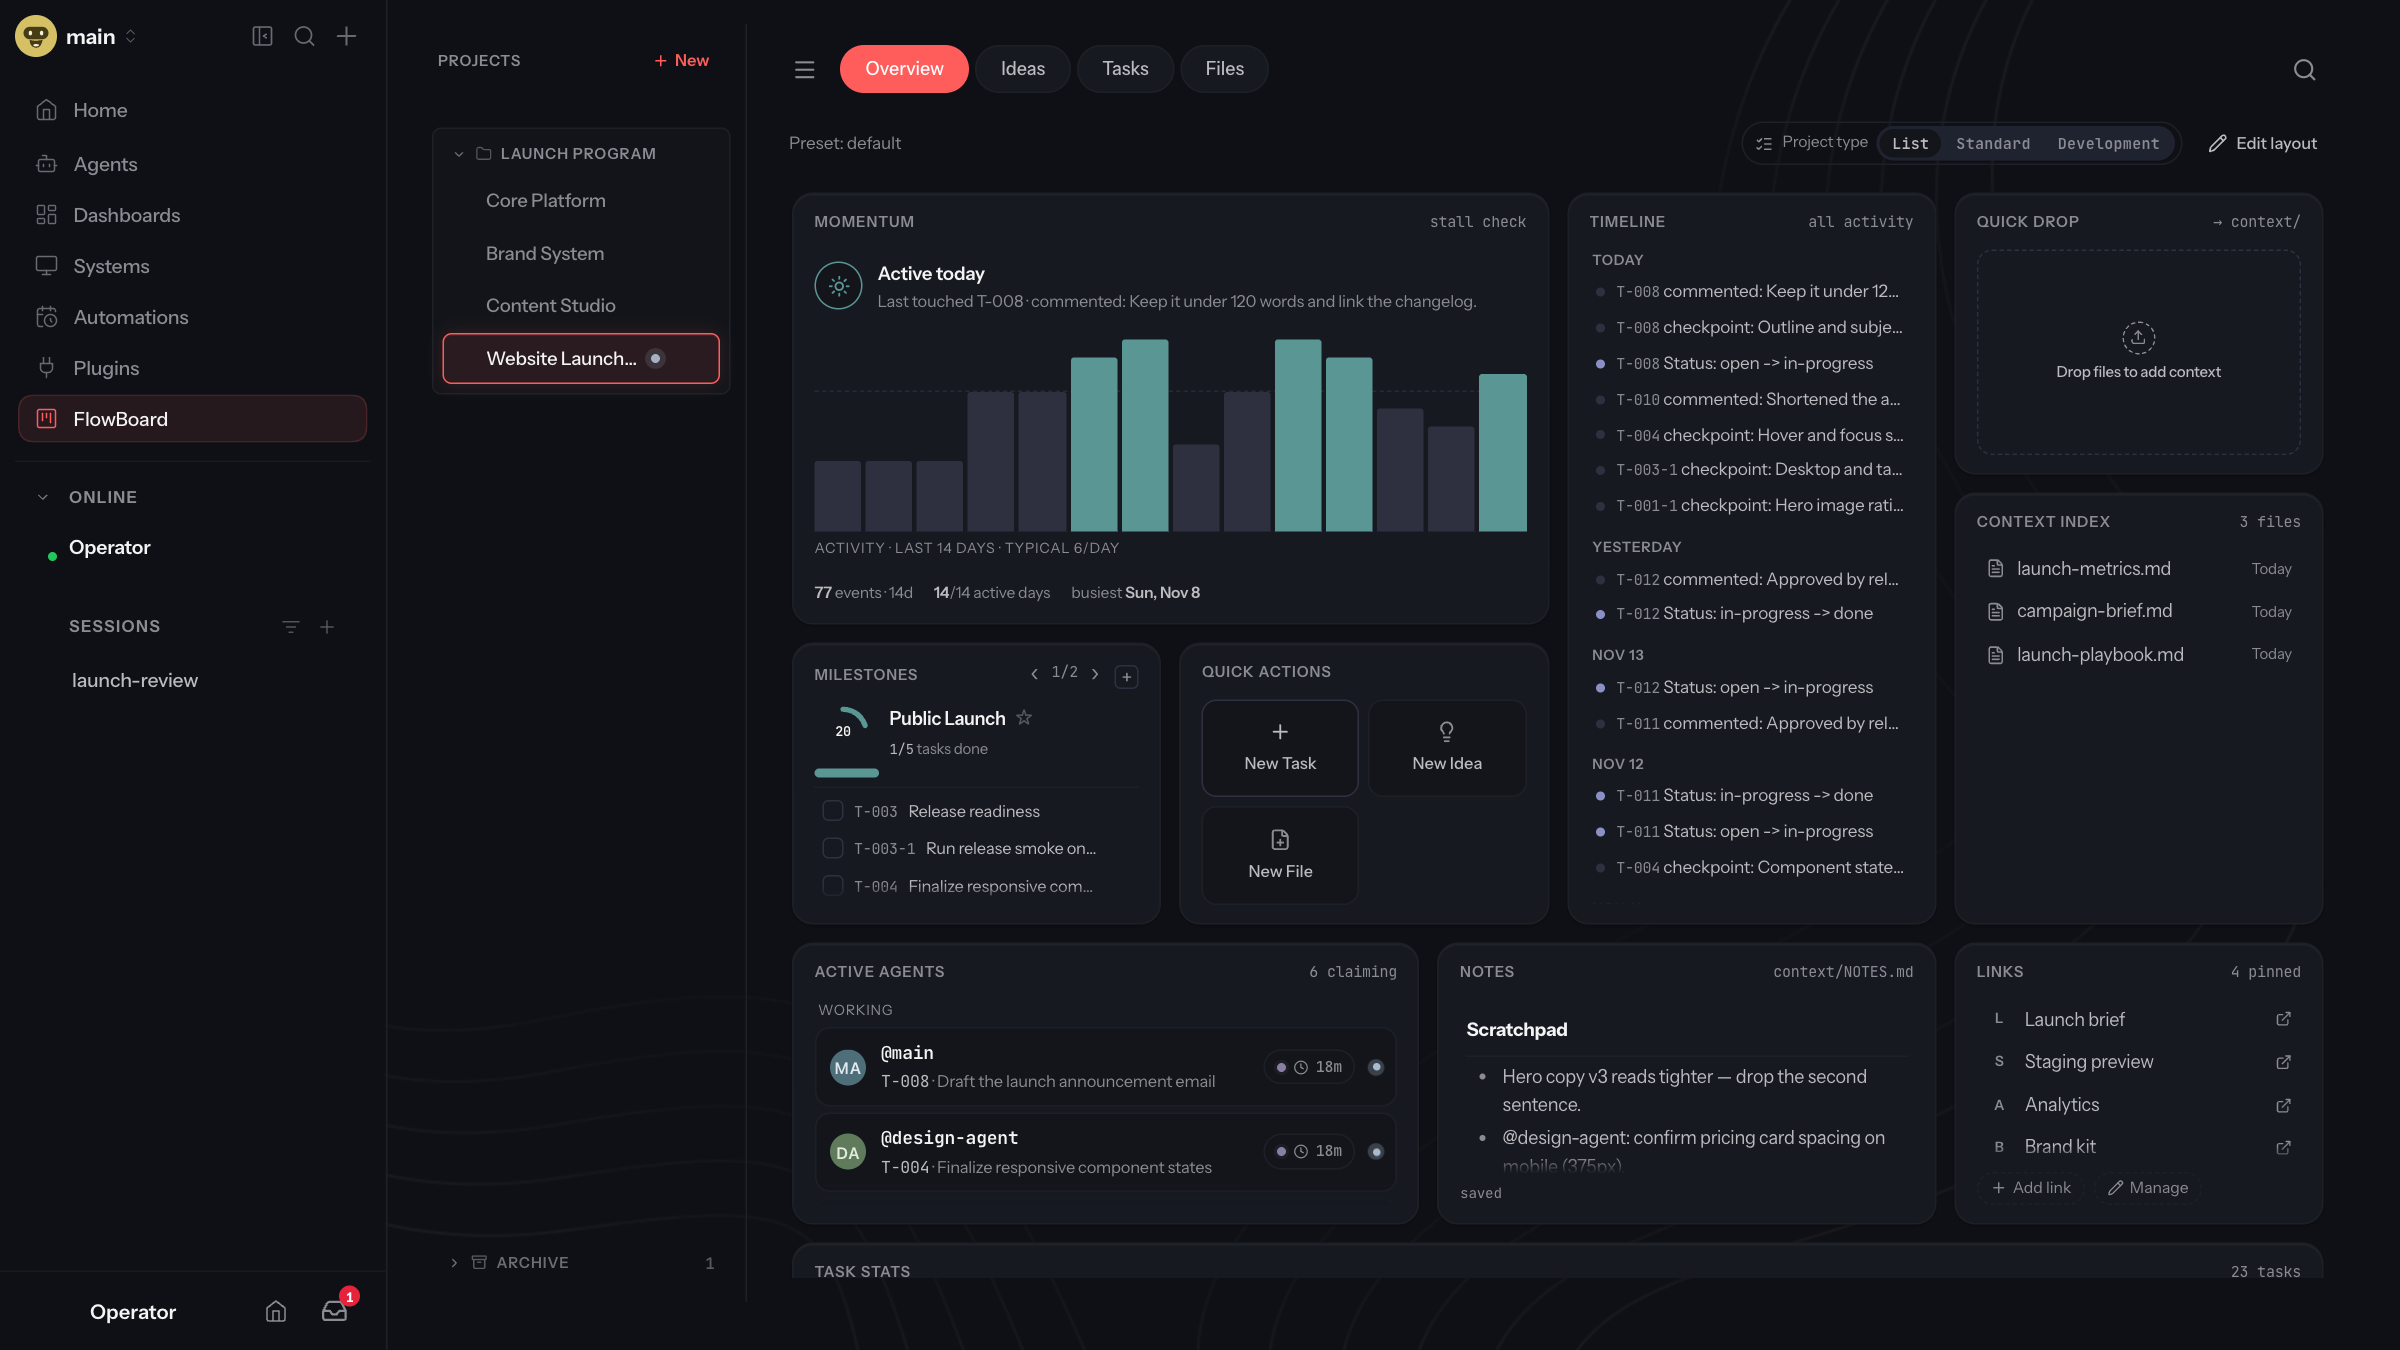 main
Home
Agents
Dashboards
Systems
Automations
Plugins
FlowBoard
ONLINE
Operator
SESSIONS
launch-review
Operator
1
PROJECTS
+ New
LAUNCH PROGRAM
Core Platform
Brand System
Content Studio
Website Launch...
ARCHIVE 1
Overview Ideas Tasks Files
Preset: default
Project type List Standard Development
Edit layout
MOMENTUM stall check
Active today
Last touched T-008 · commented: Keep it under 120 words and link the changelog.
ACTIVITY · LAST 14 DAYS · TYPICAL 6/DAY
77 events · 14d 14/14 active days busiest Sun, Nov 8
MILESTONES 1/2
20
Public Launch
1/5 tasks done
T-003 Release readiness
T-003-1 Run release smoke on...
T-004 Finalize responsive com...
QUICK ACTIONS
New Task
New Idea
New File
TIMELINE all activity
TODAY
T-008 commented: Keep it under 12...
T-008 checkpoint: Outline and subje...
T-008 Status: open -> in-progress
T-010 commented: Shortened the a...
T-004 checkpoint: Hover and focus s...
T-003-1 checkpoint: Desktop and ta...
T-001-1 checkpoint: Hero image rati...
YESTERDAY
T-012 commented: Approved by rel...
T-012 Status: in-progress -> done
NOV 13
T-012 Status: open -> in-progress
T-011 commented: Approved by rel...
NOV 12
T-011 Status: in-progress -> done
T-011 Status: open -> in-progress
T-004 checkpoint: Component state...
QUICK DROP → context/
Drop files to add context
CONTEXT INDEX 3 files
launch-metrics.md Today
campaign-brief.md Today
launch-playbook.md Today
ACTIVE AGENTS 6 claiming
WORKING
MA @main
T-008 · Draft the launch announcement email
18m
DA @design-agent
T-004 · Finalize responsive component states
18m
NOTES context/NOTES.md
Scratchpad
• Hero copy v3 reads tighter — drop the second
sentence.
• @design-agent: confirm pricing card spacing on
mobile (375px).
saved
LINKS 4 pinned
L Launch brief
S Staging preview
A Analytics
B Brand kit
+ Add link Manage
TASK STATS 23 tasks